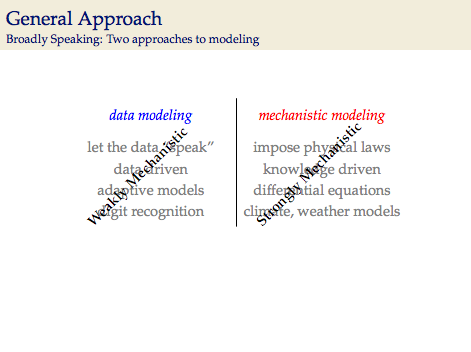 General Approach
Broadly Speaking: Two approaches to modeling
data modeling
let the data “speak”
data driven
adaptive models
digit recognition
Weakly Mechanistic
mechanistic modeling
impose physical laws
knowledge driven
differential equations
climate, weather models
Strongly Mechanistic